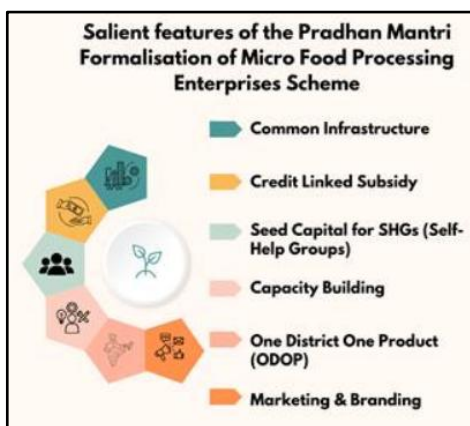 Salient features of the Pradhan Mantri
Formalisation of Micro Food Processing
Enterprises Scheme
Common Infrastructure
Credit Linked Subsidy
Seed Capital for SHGs (Self-
Help Groups)
Capacity Building
One District One Product
(ODOP)
Marketing & Branding